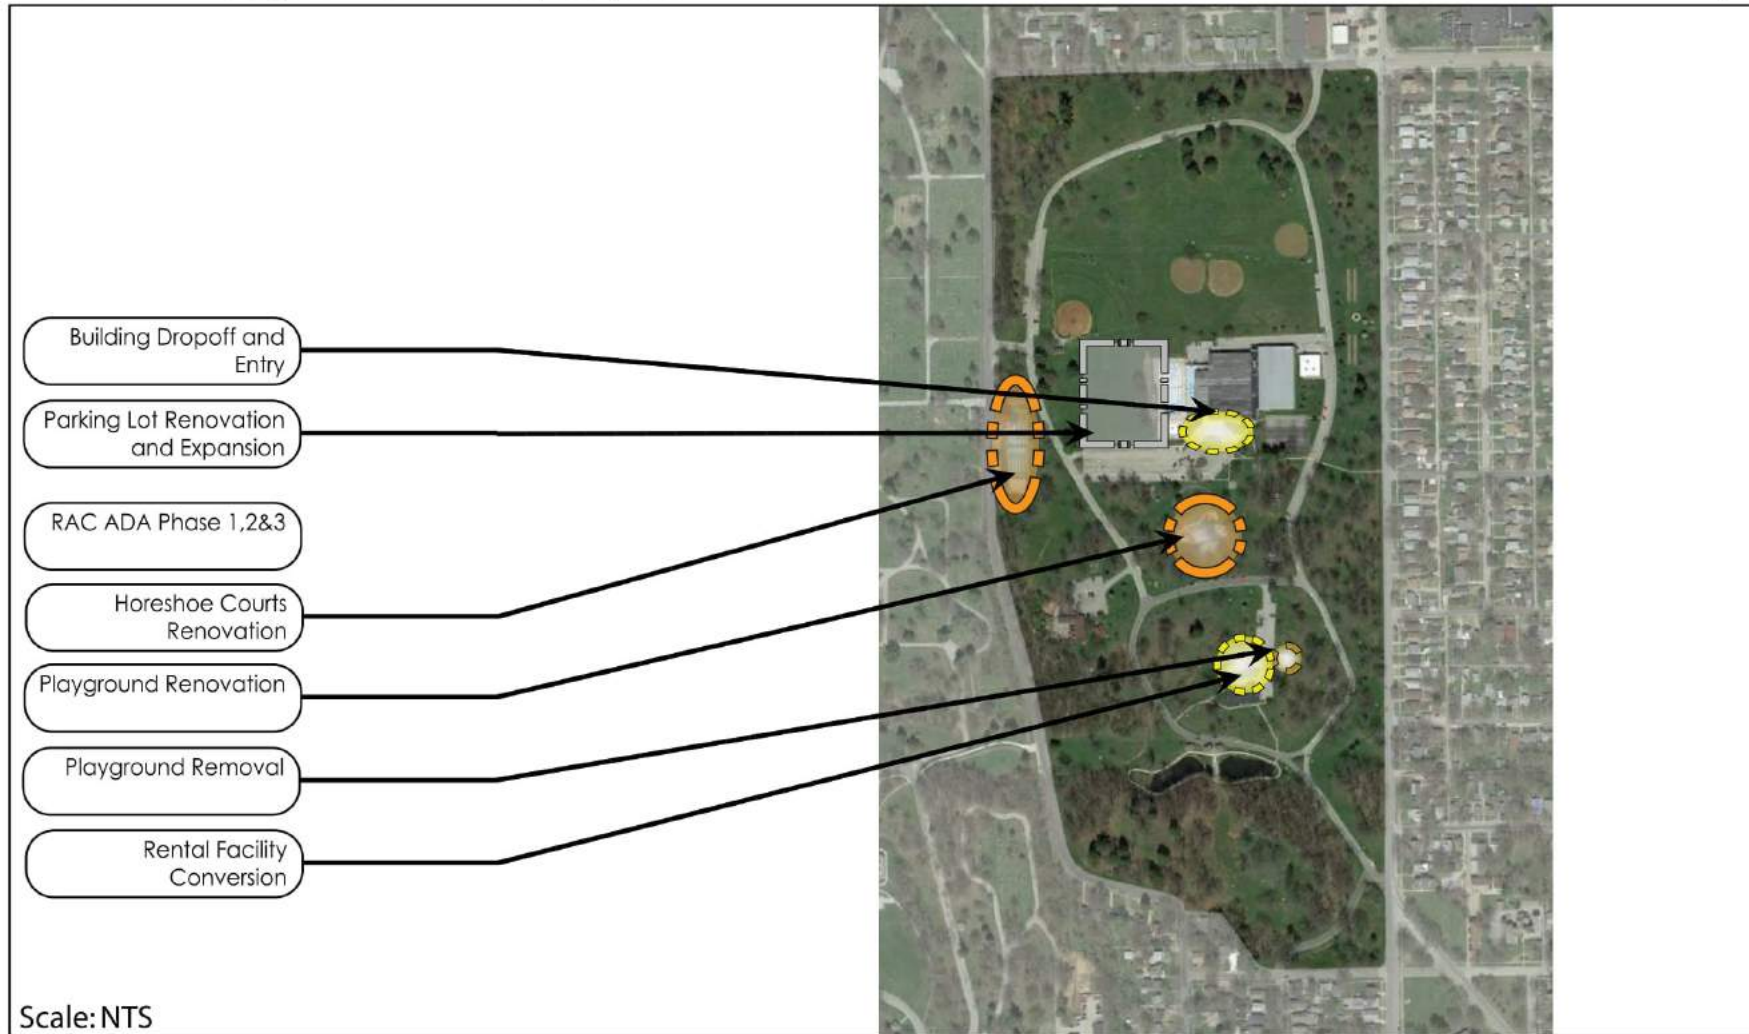 Building Dropoff and
Entry
Parking Lot Renovation
and Expansion
RAC ADA Phase 1,2&3
Horeshoe Courts
Renovation
Playground Renovation
Playground Removal
Rental Facility
Conversion
Scale: NTS